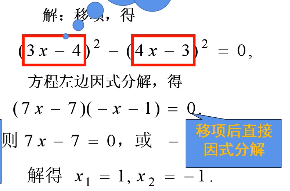 解：移项，得
(3x－4)²－(4x－3)²＝0，
方程左边因式分解，得
(7x－7)(－x－1)＝0.
则 7x－7＝0，或 －
移项后直接
因式分解
解得 x₁＝1, x₂＝－1.